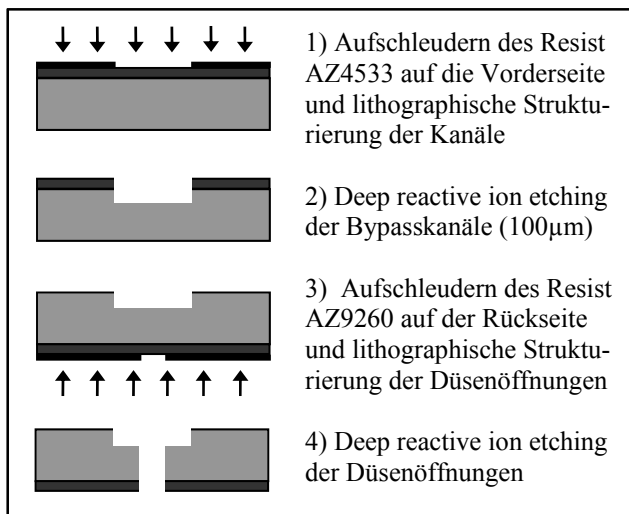 1) Aufschleudern des Resist
AZ4533 auf die Vorderseite
und lithographische Struktu-
rierung der Kanäle
2) Deep reactive ion etching
der Bypasskanäle (100µm)
3) Aufschleudern des Resist
AZ9260 auf der Rückseite
und lithographische Struktu-
rierung der Düsenöffnungen
4) Deep reactive ion etching
der Düsenöffnungen